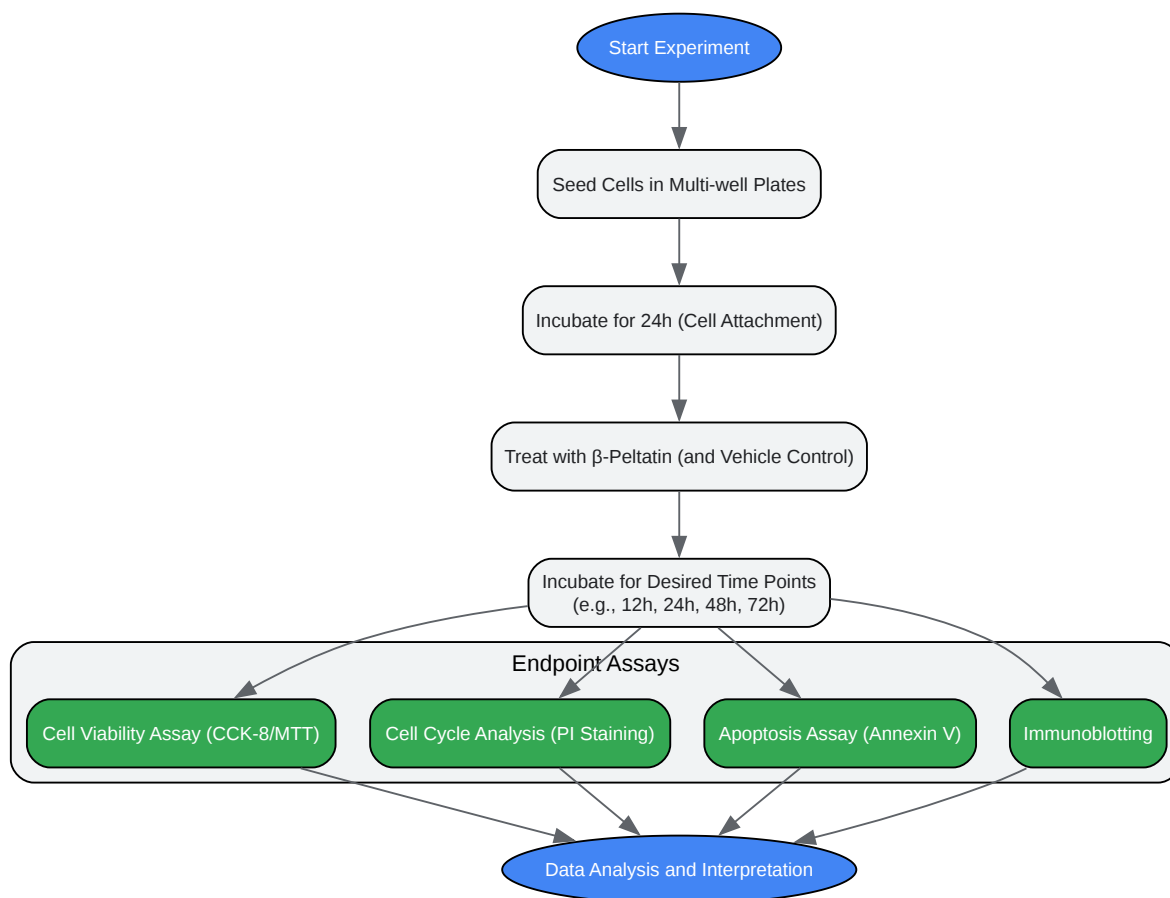 Start Experiment
Seed Cells in Multi-well Plates
Incubate for 24h (Cell Attachment)
Treat with β-Peltatin (and Vehicle Control)
Incubate for Desired Time Points
(e.g., 12h, 24h, 48h, 72h)
Endpoint Assays
Cell Viability Assay (CCK-8/MTT)
Cell Cycle Analysis (PI Staining)
Apoptosis Assay (Annexin V)
Immunoblotting
Data Analysis and Interpretation